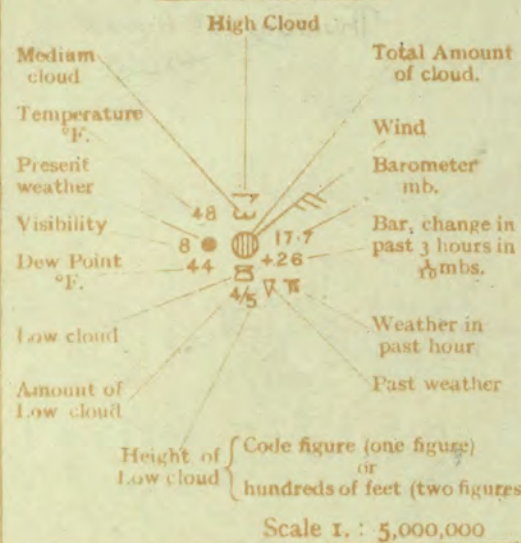 High Cloud
Medium
cloud
Total Amount
of cloud.
Temperature
°F.
Wind
Present
weather
Barometer
mb.
48
Visibility
8
17.7
Bar, change in
past 3 hours in
1/10 mbs.
+26
Dew Point
°F.
44
4/5
Low cloud
Weather in
past hour
Amount of
Low cloud
Past weather
Height of
Low cloud
Code figure (one figure)
or
hundreds of feet (two figures
Scale 1. : 5,000,000